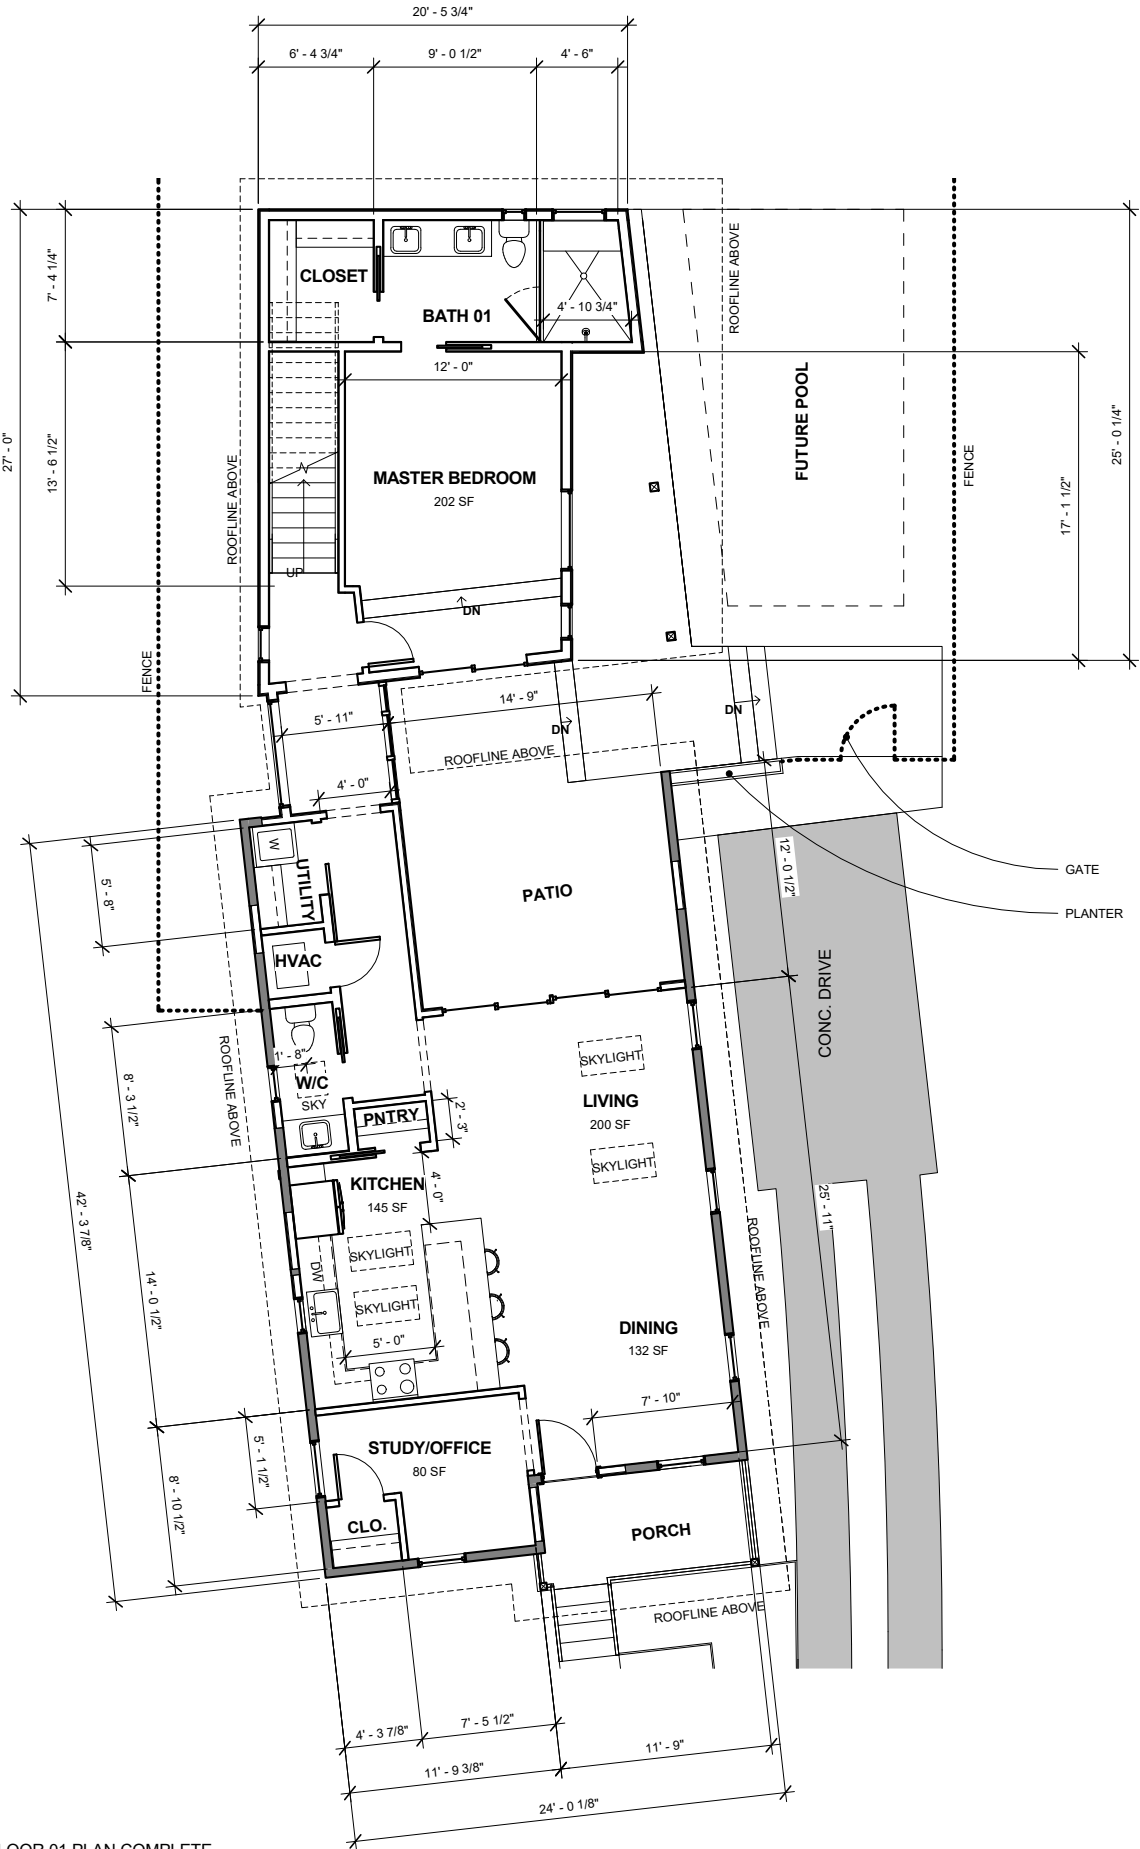 20' - 5 3/4"
6' - 4 3/4"
9' - 0 1/2"
4' - 6"
7' - 4 1/4"
27' - 0"
13' - 6 1/2"
CLOSET
BATH 01
4' - 10 3/4"
12' - 0"
MASTER BEDROOM
202 SF
UP
DN
ROOFLINE ABOVE
ROOFLINE ABOVE
FUTURE POOL
FENCE
FENCE
25' - 0 1/4"
17' - 1 1/2"
5' - 11"
14' - 9"
DN
DN
ROOFLINE ABOVE
4' - 0"
W
UTILITY
5' - 8"
HVAC
PATIO
12' - 0 1/2"
GATE
PLANTER
CONC. DRIVE
ROOFLINE ABOVE
1' - 8"
W/C
SKY
8' - 3 1/2"
PNTRY
2' - 3"
SKYLIGHT
LIVING
200 SF
SKYLIGHT
KITCHEN
145 SF
4' - 0"
42' - 3 7/8"
SKYLIGHT
DW
SKYLIGHT
5' - 0"
14' - 0 1/2"
25' - 11"
ROOFLINE ABOVE
DINING
132 SF
7' - 10"
STUDY/OFFICE
80 SF
5' - 1 1/2"
8' - 10 1/2"
CLO.
PORCH
ROOFLINE ABOVE
4' - 3 7/8"
7' - 5 1/2"
11' - 9 3/8"
11' - 9"
24' - 0 1/8"
01 PLAN COMPLETE